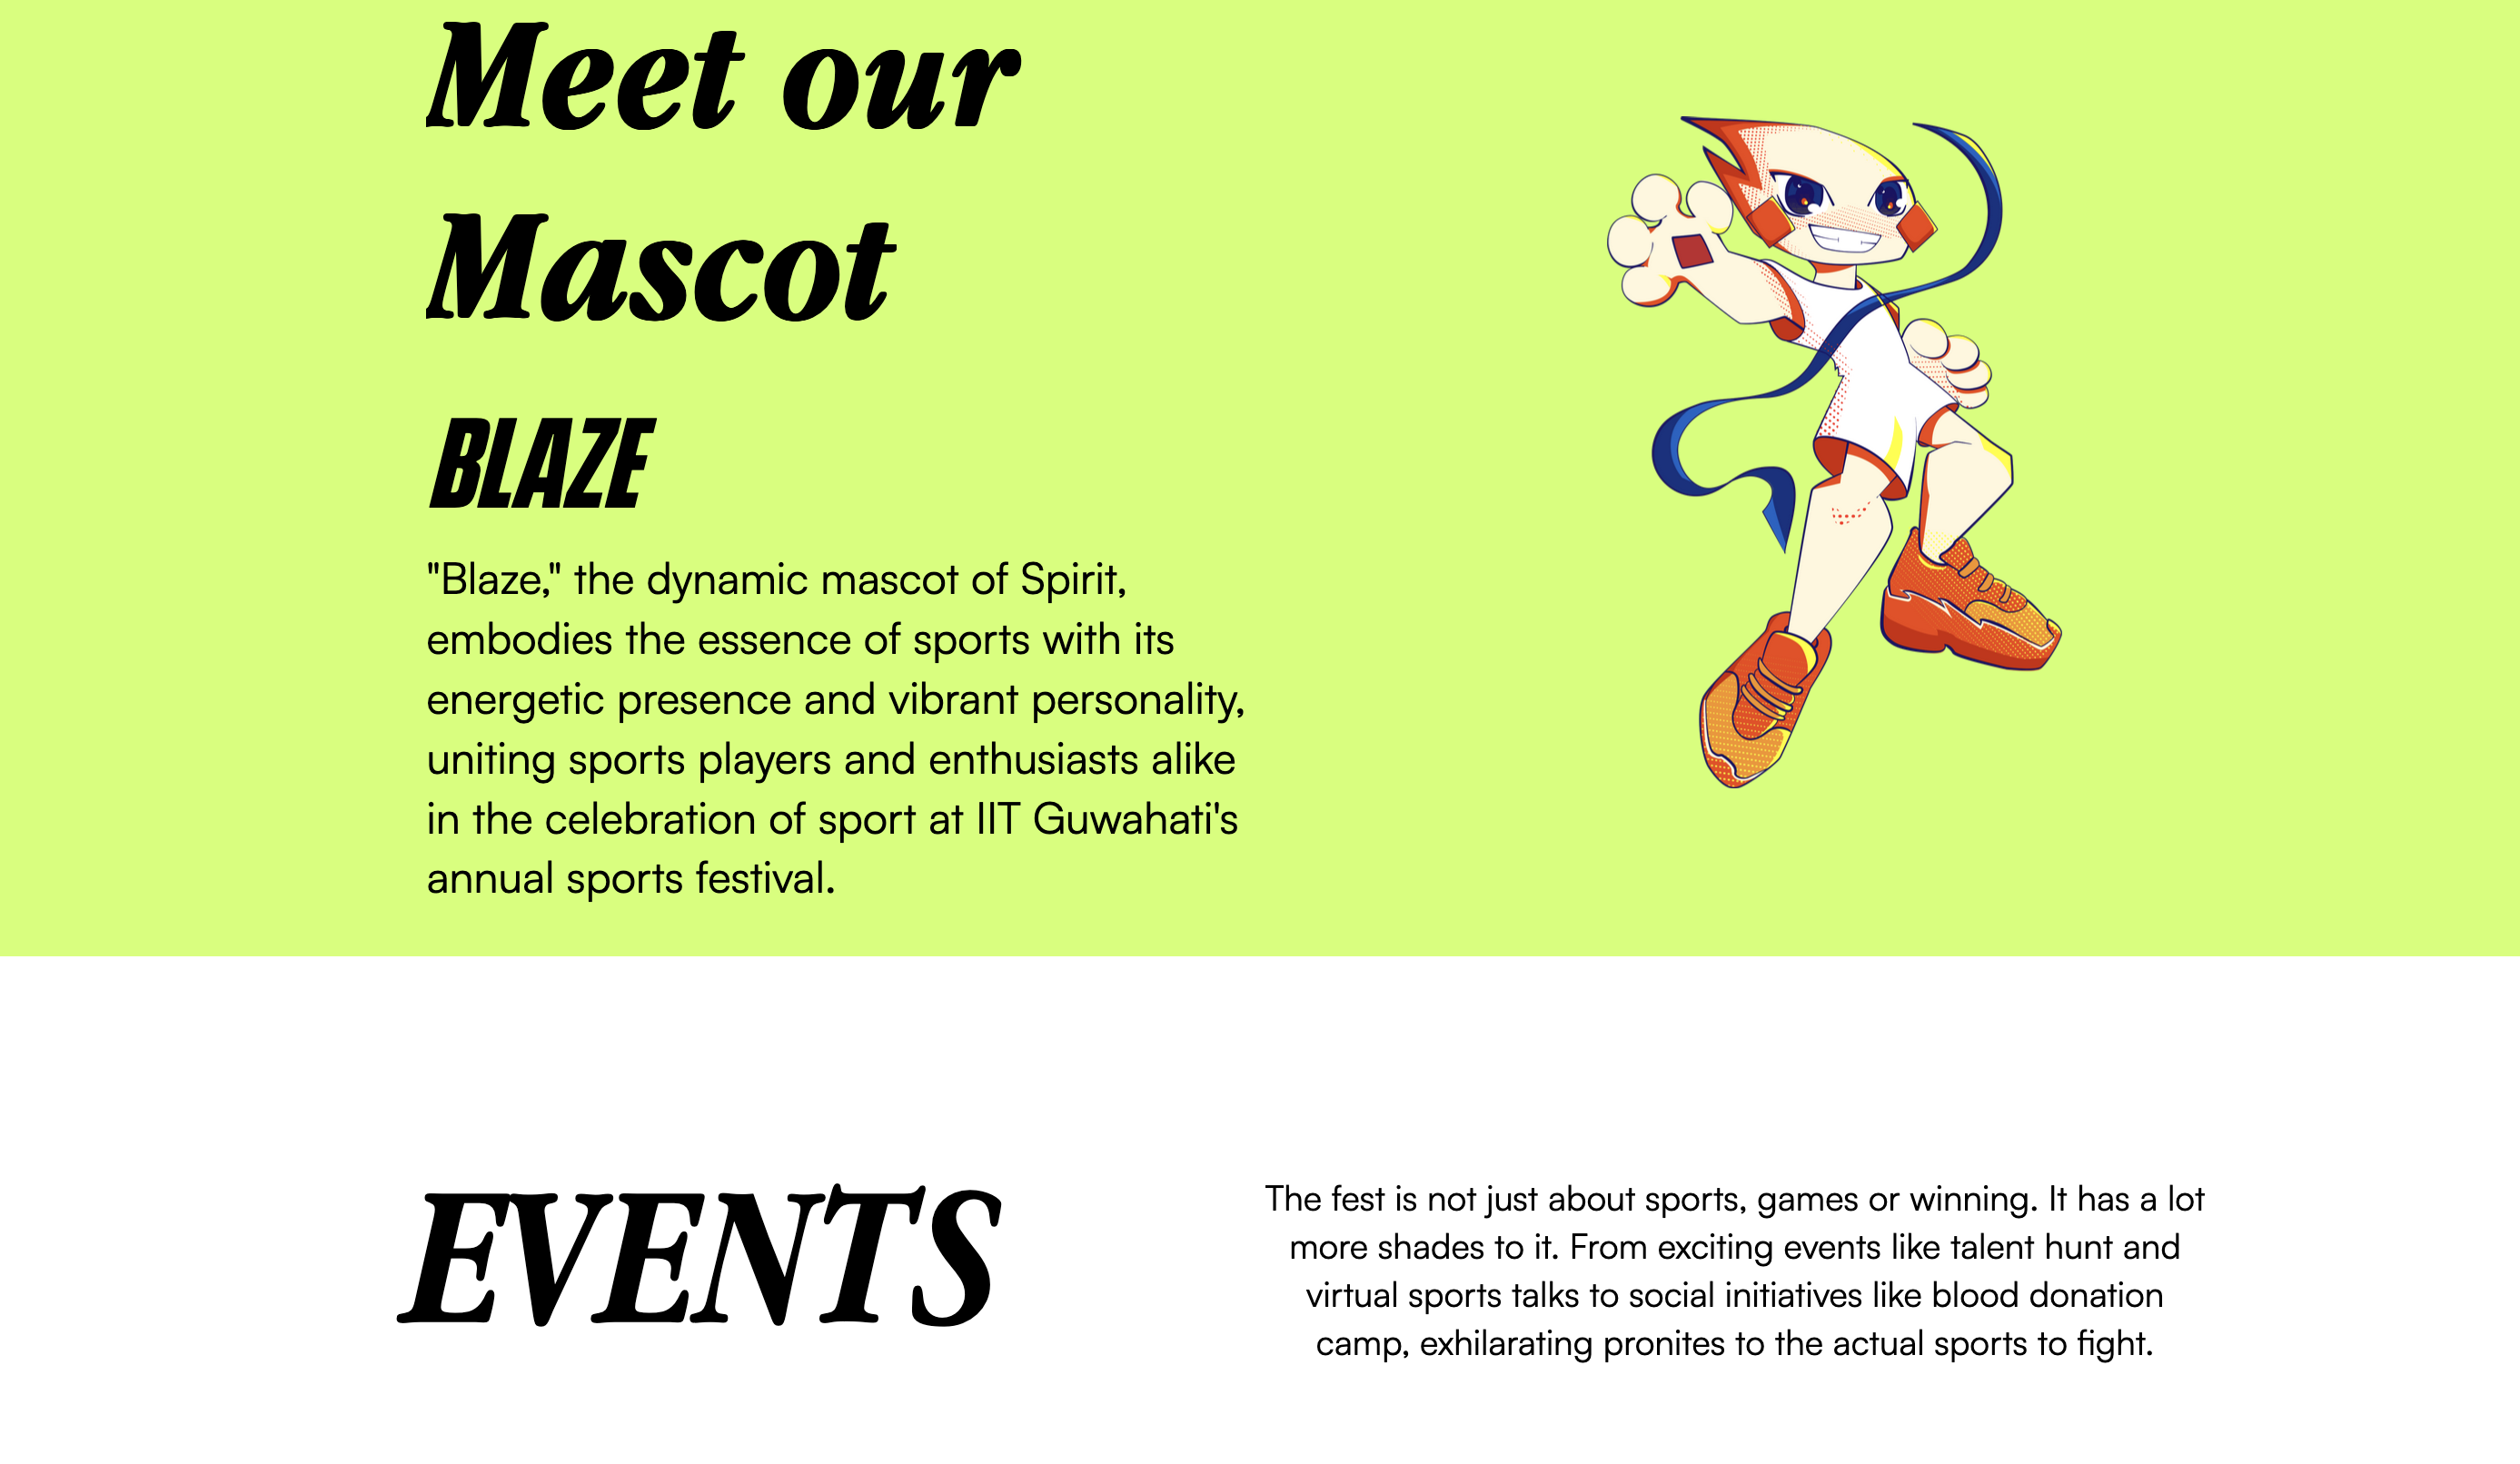 Meet our
Mascot
BLAZE
"Blaze," the dynamic mascot of Spirit,
embodies the essence of sports with its
energetic presence and vibrant personality,
uniting sports players and enthusiasts alike
in the celebration of sport at IIT Guwahati's
annual sports festival.
EVENTS
The fest is not just about sports, games or winning. It has a lot
more shades to it. From exciting events like talent hunt and
virtual sports talks to social initiatives like blood donation
camp, exhilarating pronites to the actual sports to fight.